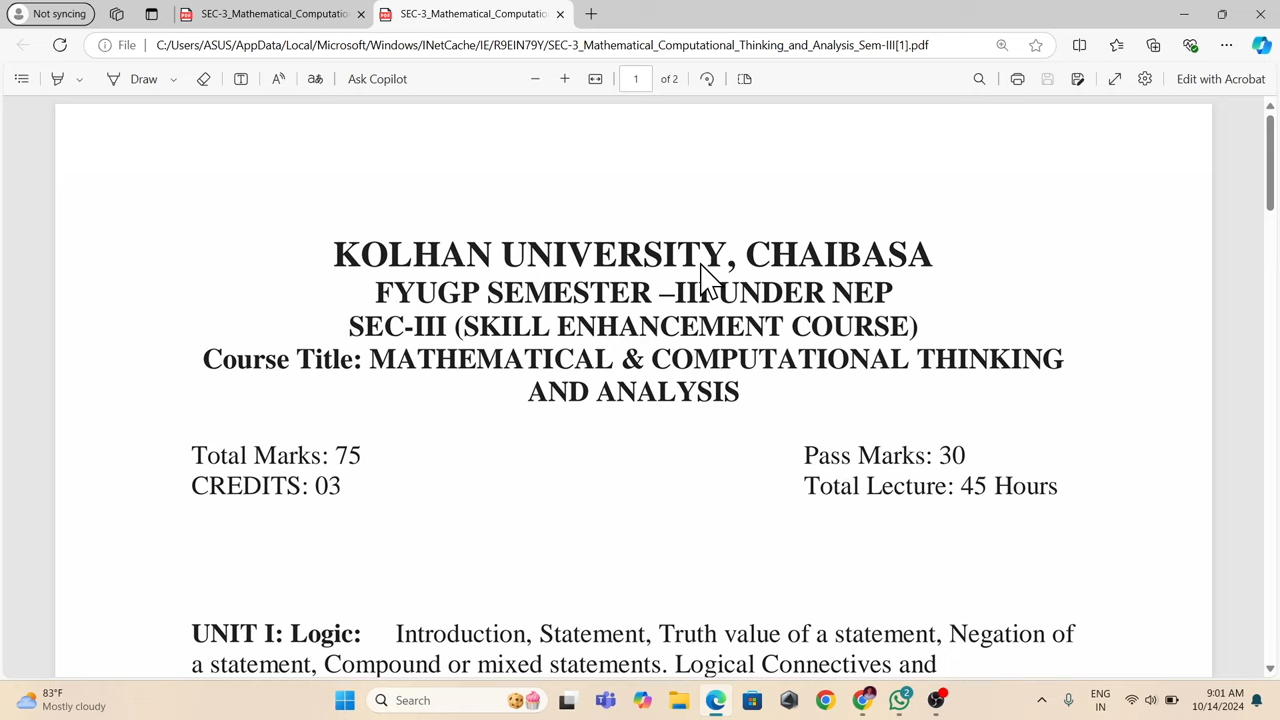 Not syncing
SEC-3_Mathematical_Computatio
SEC-3_Mathematical_Computatio
File
C:/Users/ASUS/AppData/Local/Microsoft/Windows/INetCache/IE/R9EIN79Y/SEC-3_Mathematical_Computational_Thinking_and_Analysis_Sem-III[1].pdf
Draw
Ask Copilot
1
of 2
Edit with Acrobat
KOLHAN UNIVERSITY, CHAIBASA
FYUGP SEMESTER –III UNDER NEP
SEC-III (SKILL ENHANCEMENT COURSE)
Course Title: MATHEMATICAL & COMPUTATIONAL THINKING
AND ANALYSIS
Total Marks: 75
Pass Marks: 30
CREDITS: 03
Total Lecture: 45 Hours
UNIT I: Logic: Introduction, Statement, Truth value of a statement, Negation of
a statement, Compound or mixed statements. Logical Connectives and
83°F
Mostly cloudy
Search
2
ENG
IN
9:01 AM
10/14/2024